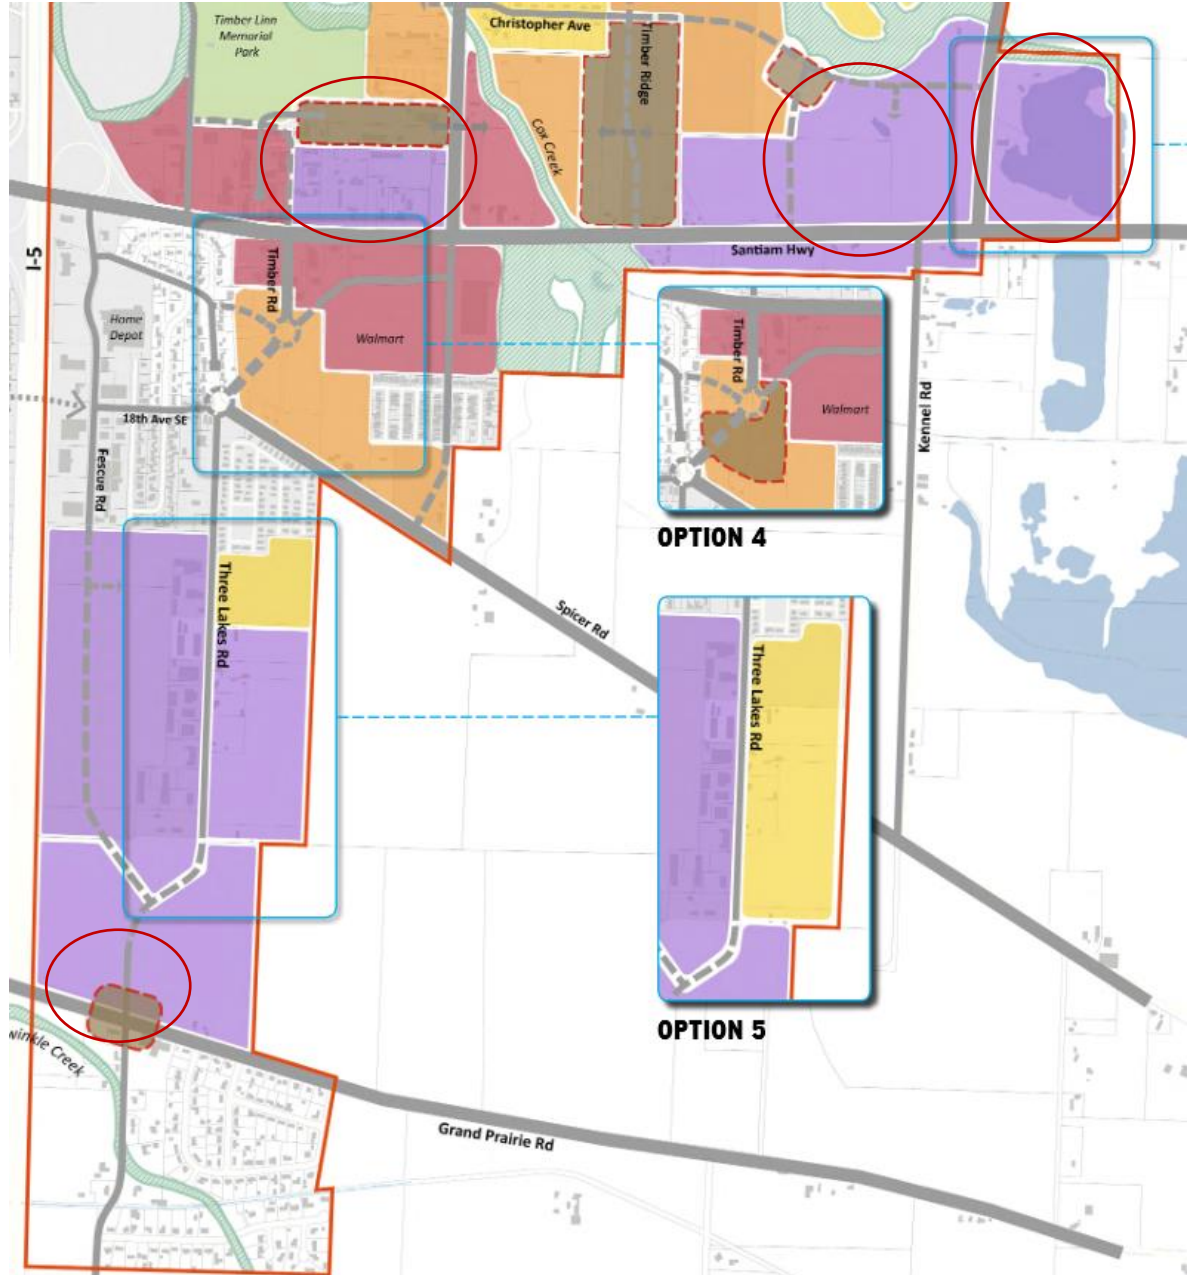 Timber Linn
Memorial
Park
Christopher Ave
Timber Ridge
Cox Creek
Santiam Hwy
I-5
Timber Rd
Home
Depot
Walmart
18th Ave SE
Fescue Rd
Timber Rd
Walmart
OPTION 4
Kennel Rd
Three Lakes Rd
Spicer Rd
Three Lakes Rd
OPTION 5
winkle Creek
Grand Prairie Rd